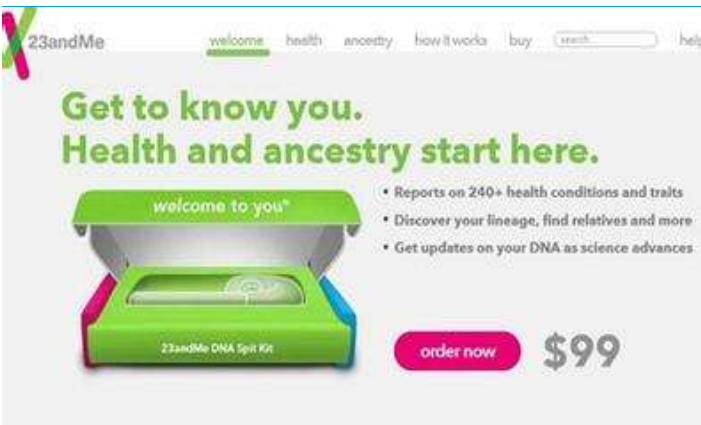 23andMe
welcome health ancestry how it works buy search help
Get to know you.
Health and ancestry start here.
welcome to you
• Reports on 240+ health conditions and traits
• Discover your lineage, find relatives and more
• Get updates on your DNA as science advances
23andMe DNA Spit Kit
order now $99